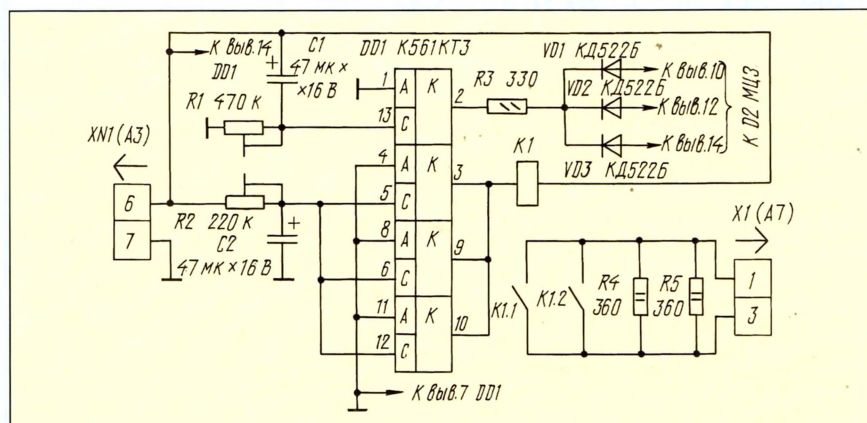 К выв.14
DD1
C1
47 мк ×
×16 В
DD1 К561КТ3
VD1 КД522Б
К выв.10
R3 330
VD2 КД522Б
К выв.12
К выв.14
VD3 КД522Б
К D2 МЦ3
R1 470 к
XN1(А3)
6
7
R2 220 к
C2
47 мк × 16 В
+
+
1
A
K
2
13
C
4
A
K
3
5
C
8
A
K
9
6
C
11
A
K
10
12
C
К выв.7 DD1
K1
K1.1
K1.2
R4
360
R5
360
X1(А7)
1
3